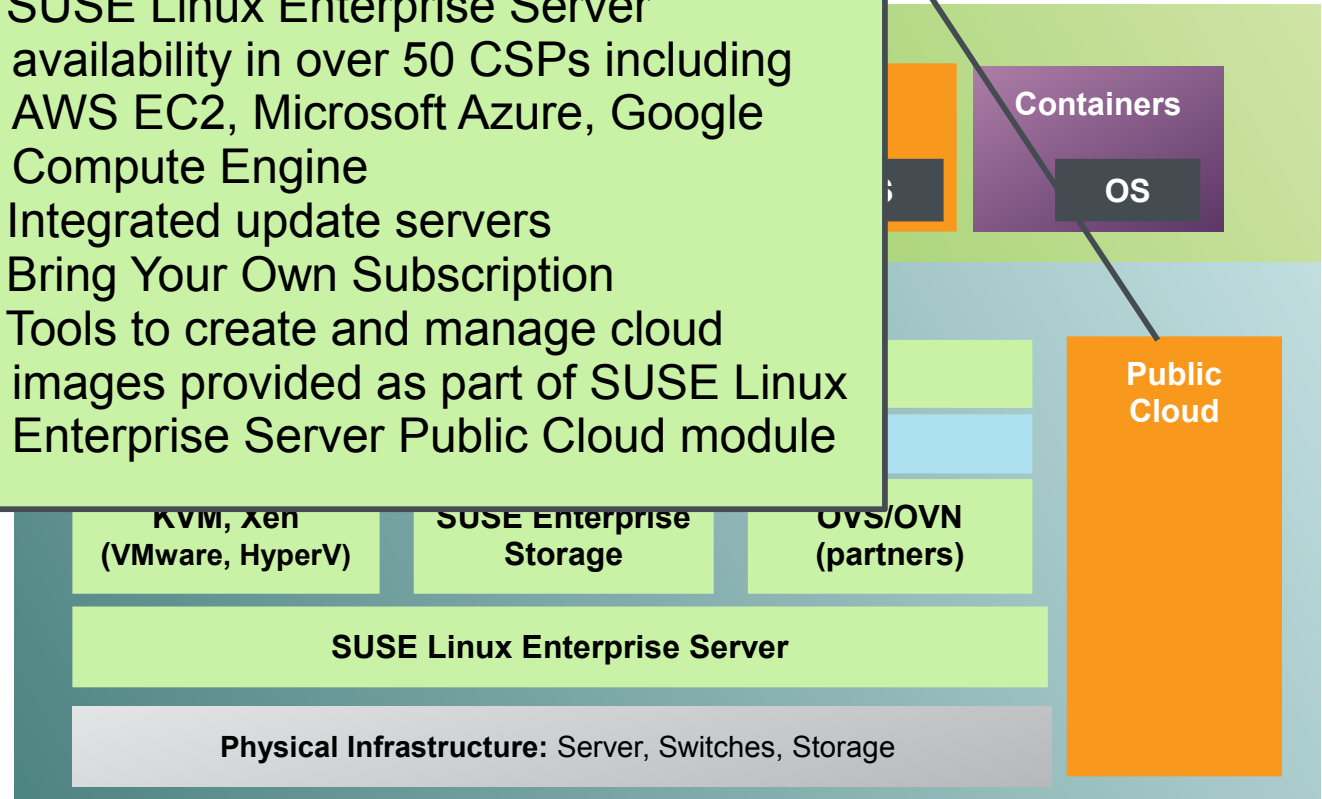 SUSE Linux Enterprise Server
availability in over 50 CSPs including
AWS EC2, Microsoft Azure, Google
Compute Engine
Integrated update servers
Bring Your Own Subscription
Tools to create and manage cloud
images provided as part of SUSE Linux
Enterprise Server Public Cloud module
Containers
OS
Public
Cloud
KVM, Xen
(VMware, HyperV)
SUSE Enterprise
Storage
OVS/OVN
(partners)
SUSE Linux Enterprise Server
Physical Infrastructure: Server, Switches, Storage